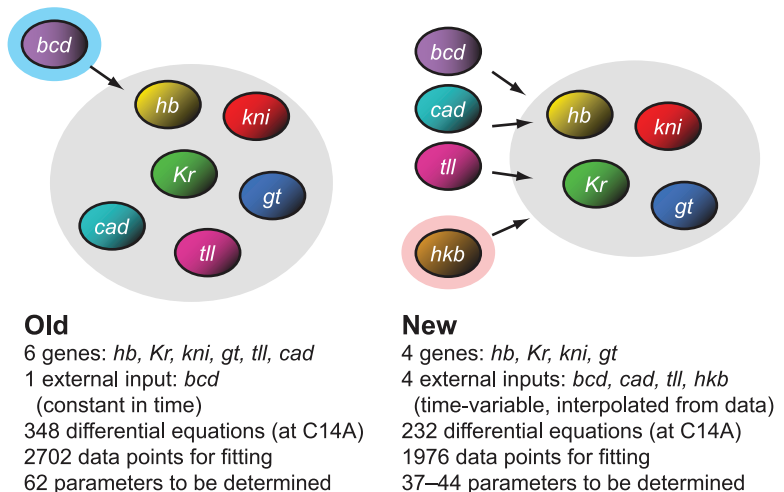 bcd
hb
kni
Kr
gt
cad
tll
bcd
cad
tll
hkb
hb
kni
Kr
gt
Old
6 genes: hb, Kr, kni, gt, tll, cad
1 external input: bcd
(constant in time)
348 differential equations (at C14A)
2702 data points for fitting
62 parameters to be determined
New
4 genes: hb, Kr, kni, gt
4 external inputs: bcd, cad, tll, hkb
(time-variable, interpolated from data)
232 differential equations (at C14A)
1976 data points for fitting
37–44 parameters to be determined